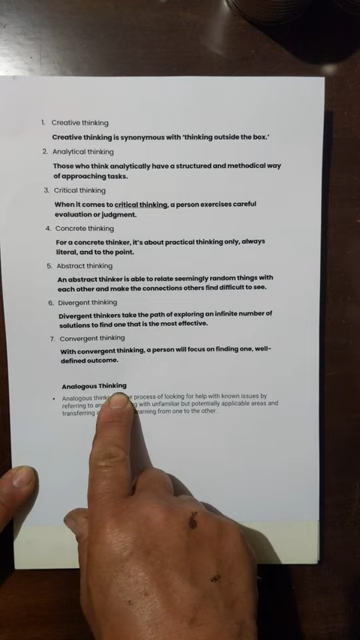 1. Creative thinking
Creative thinking is synonymous with 'thinking outside the box.'
2. Analytical thinking
Those who think analytically have a structured and methodical way
of approaching tasks.
3. Critical thinking
When it comes to critical thinking, a person exercises careful
evaluation or judgment.
4. Concrete thinking
For a concrete thinker, it's about practical thinking only, always
literal, and to the point.
5. Abstract thinking
An abstract thinker is able to relate seemingly random things with
each other and make the connections others find difficult to see.
6. Divergent thinking
Divergent thinkers take the path of exploring an infinite number of
solutions to find one that is the most effective.
7. Convergent thinking
With convergent thinking, a person will focus on finding one, well-
defined outcome.
Analogous Thinking
• Analogous process of looking for help with known issues by
referring to with unfamiliar but potentially applicable areas and
transferring learning from one to the other.